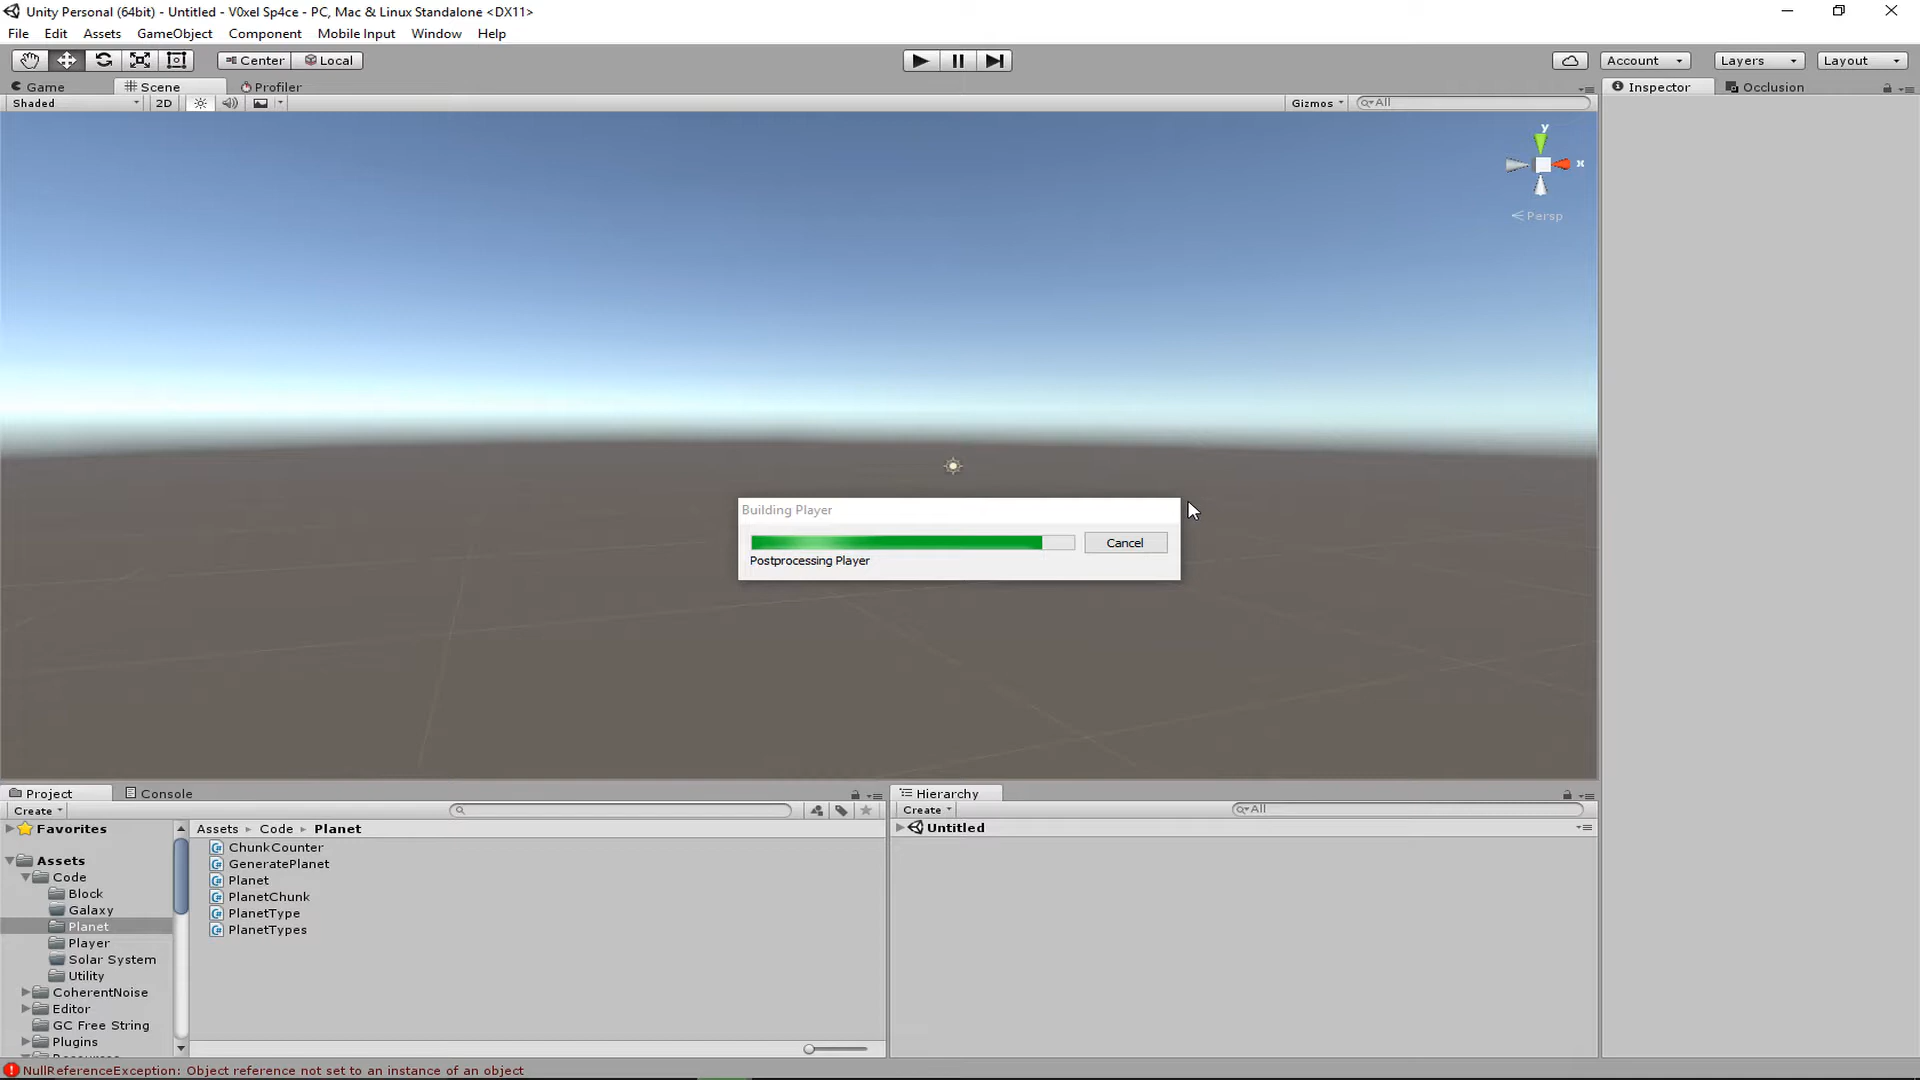 Unity Personal (64bit) - Untitled - V0xel Sp4ce - PC, Mac & Linux Standalone <DX11>
File Edit Assets GameObject Component Mobile Input Window Help
Center Local Account Layers Layout
Game Scene Profiler Inspector Occlusion
Shaded 2D Gizmos All
y
x
Persp
Building Player
Cancel
Postprocessing Player
Project Console Hierarchy
Create Create All
Favorites Assets Code Planet Untitled
ChunkCounter
Assets GeneratePlanet
Code Planet
Block PlanetChunk
Galaxy PlanetType
Planet PlanetTypes
Player
Solar System
Utility
CoherentNoise
Editor
GC Free String
Plugins
NullReferenceException: Object reference not set to an instance of an object